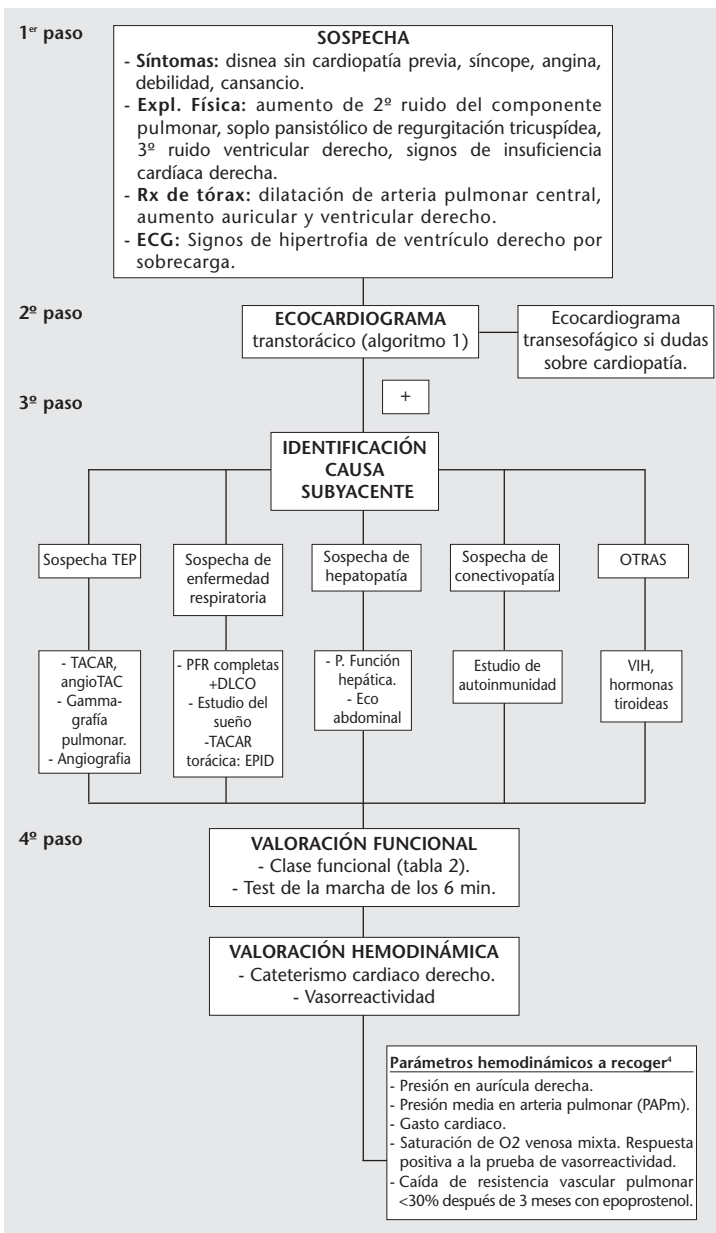 1er paso
SOSPECHA
- Síntomas: disnea sin cardiopatía previa, síncope, angina,
debilidad, cansancio.
- Expl. Física: aumento de 2º ruido del componente
pulmonar, soplo pansistólico de regurgitación tricuspídea,
3º ruido ventricular derecho, signos de insuficiencia
cardíaca derecha.
- Rx de tórax: dilatación de arteria pulmonar central,
aumento auricular y ventricular derecho.
- ECG: Signos de hipertrofia de ventrículo derecho por
sobrecarga.
2º paso
ECOCARDIOGRAMA
transtorácico (algoritmo 1)
Ecocardiograma
transesofágico si dudas
sobre cardiopatía.
3º paso
+
IDENTIFICACIÓN
CAUSA
SUBYACENTE
Sospecha TEP
Sospecha de
enfermedad
respiratoria
Sospecha de
hepatopatía
Sospecha de
conectivopatía
OTRAS
- TACAR,
angioTAC
- Gamma-
grafía
pulmonar.
- Angiografia
- PFR completas
+DLCO
- Estudio del
sueño
-TACAR
torácica: EPID
- P. Función
hepática.
- Eco
abdominal
Estudio de
autoinmunidad
VIH,
hormonas
tiroideas
4º paso
VALORACIÓN FUNCIONAL
- Clase funcional (tabla 2).
- Test de la marcha de los 6 min.
VALORACIÓN HEMODINÁMICA
- Cateterismo cardiaco derecho.
- Vasorreactividad
Parámetros hemodinámicos a recoger4
- Presión en aurícula derecha.
- Presión media en arteria pulmonar (PAPm).
- Gasto cardiaco.
- Saturación de O2 venosa mixta. Respuesta
positiva a la prueba de vasorreactividad.
- Caída de resistencia vascular pulmonar
<30% después de 3 meses con epoprostenol.